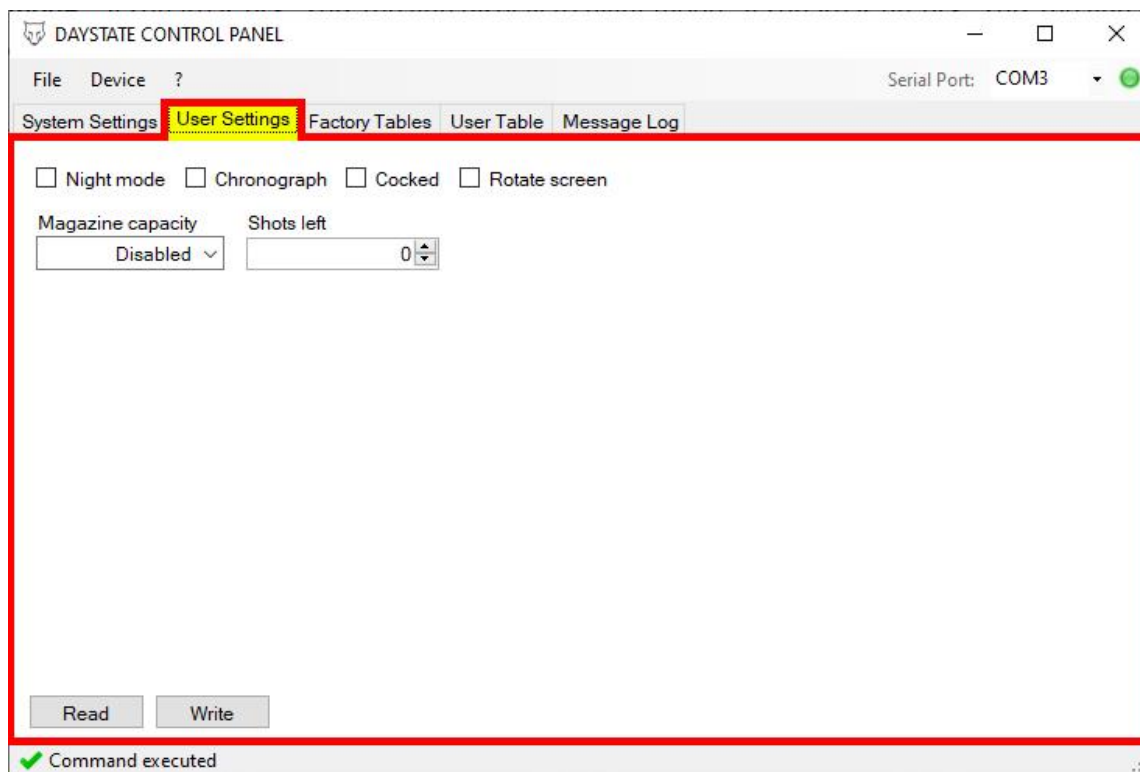 DAYSTATE CONTROL PANEL
File Device ? Serial Port: COM3
System Settings User Settings Factory Tables User Table Message Log
Night mode Chronograph Cocked Rotate screen
Magazine capacity Shots left
Disabled 0
Read Write
Command executed